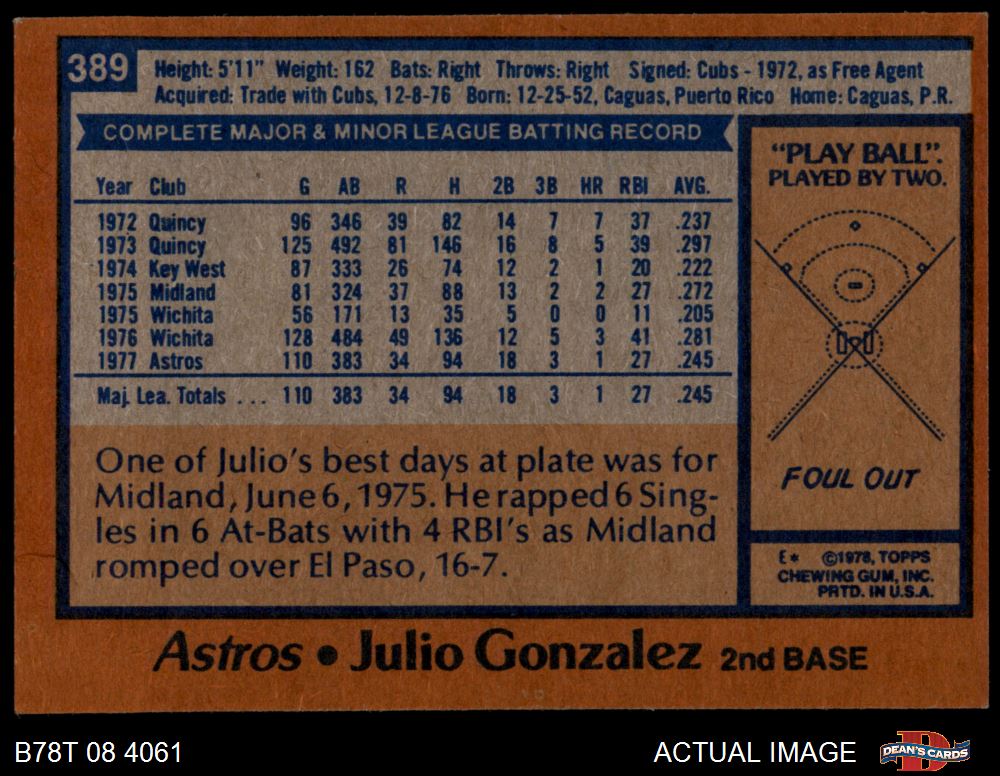 389
Height: 5'11" Weight: 162 Bats: Right Throws: Right Signed: Cubs - 1972, as Free Agent
Acquired: Trade with Cubs, 12-8-76 Born: 12-25-52, Caguas, Puerto Rico Home: Caguas, P.R.
COMPLETE MAJOR & MINOR LEAGUE BATTING RECORD
Year Club G AB R H 2B 3B HR RBI AVG.
1972 Quincy 96 346 39 82 14 7 7 37 .237
1973 Quincy 125 492 81 146 16 8 5 39 .297
1974 Key West 87 333 26 74 12 2 1 20 .222
1975 Midland 81 324 37 88 13 2 2 27 .272
1975 Wichita 56 171 13 35 5 0 0 11 .205
1976 Wichita 128 484 49 136 12 5 3 41 .281
1977 Astros 110 383 34 94 18 3 1 27 .245
Maj. Lea. Totals . . . 110 383 34 94 18 3 1 27 .245
One of Julio's best days at plate was for
Midland, June 6, 1975. He rapped 6 Sing-
les in 6 At-Bats with 4 RBI's as Midland
romped over El Paso, 16-7.
"PLAY BALL".
PLAYED BY TWO.
FOUL OUT
E* ©1978, TOPPS
CHEWING GUM, INC.
PRTD. IN U.S.A.
Astros • Julio Gonzalez 2nd BASE
B78T 08 4061
ACTUAL IMAGE
D
DEAN'S CARDS